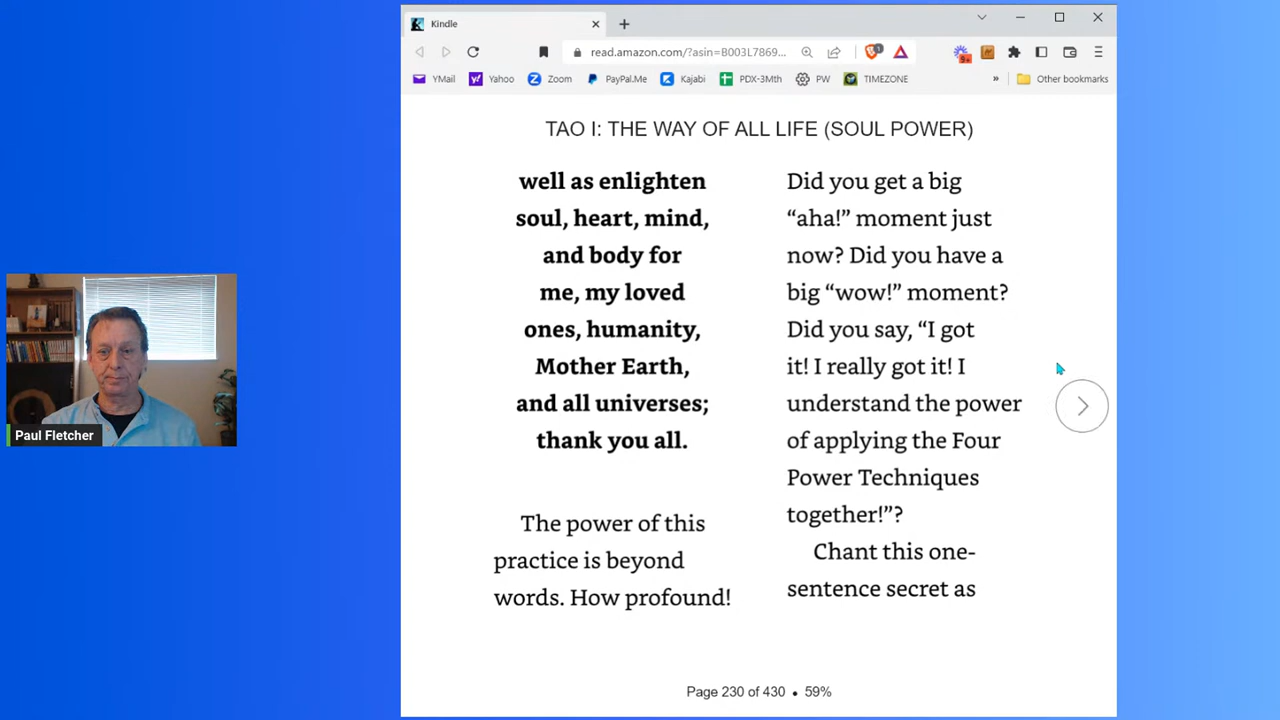 Kindle
read.amazon.com/?asin=B003L7869...
YMail
Yahoo
Zoom
PayPal.Me
Kajabi
PDX-3Mth
PW
TIMEZONE
»
Other bookmarks
TAO I: THE WAY OF ALL LIFE (SOUL POWER)
well as enlighten
soul, heart, mind,
and body for
me, my loved
ones, humanity,
Mother Earth,
and all universes;
thank you all.
The power of this
practice is beyond
words. How profound!
Did you get a big
“aha!” moment just
now? Did you have a
big “wow!” moment?
Did you say, “I got
it! I really got it! I
understand the power
of applying the Four
Power Techniques
together!”?
Chant this one-
sentence secret as
Page 230 of 430 • 59%
Paul Fletcher